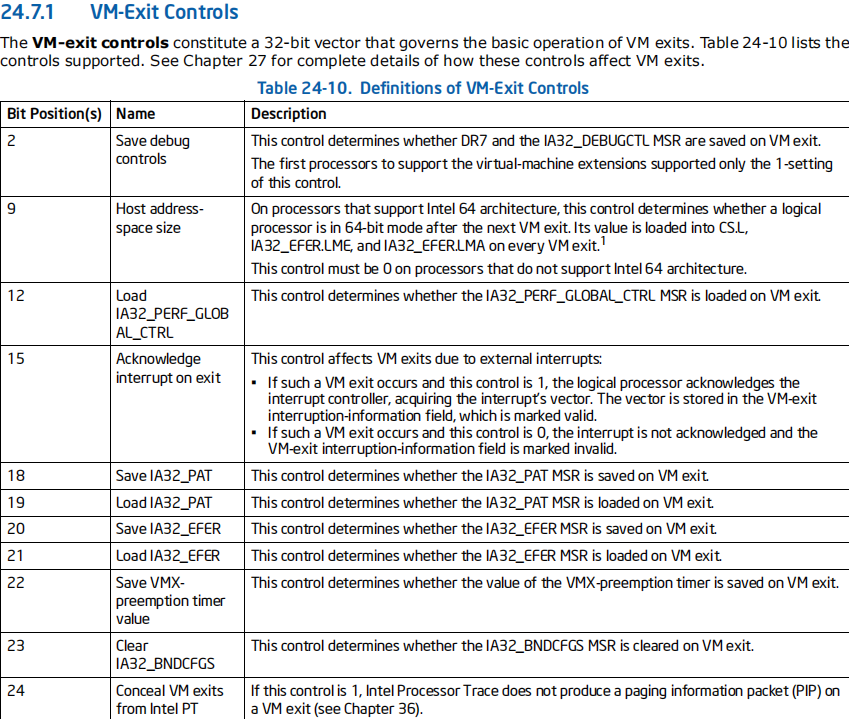 24.7.1 VM-Exit Controls
The VM-exit controls constitute a 32-bit vector that governs the basic operation of VM exits. Table 24-10 lists the
controls supported. See Chapter 27 for complete details of how these controls affect VM exits.
Table 24-10. Definitions of VM-Exit Controls
Bit Position(s) Name Description
2 Save debug This control determines whether DR7 and the IA32_DEBUGCTL MSR are saved on VM exit.
controls The first processors to support the virtual-machine extensions supported only the 1-setting
of this control.
9 Host address- On processors that support Intel 64 architecture, this control determines whether a logical
space size processor is in 64-bit mode after the next VM exit. Its value is loaded into CS.L,
IA32_EFER.LME, and IA32_EFER.LMA on every VM exit.1
This control must be 0 on processors that do not support Intel 64 architecture.
12 Load This control determines whether the IA32_PERF_GLOBAL_CTRL MSR is loaded on VM exit.
IA32_PERF_GLOB
AL_CTRL
15 Acknowledge This control affects VM exits due to external interrupts:
interrupt on exit
▪ If such a VM exit occurs and this control is 1, the logical processor acknowledges the
interrupt controller, acquiring the interrupt's vector. The vector is stored in the VM-exit
interruption-information field, which is marked valid.
▪ If such a VM exit occurs and this control is 0, the interrupt is not acknowledged and the
VM-exit interruption-information field is marked invalid.
18 Save IA32_PAT This control determines whether the IA32_PAT MSR is saved on VM exit.
19 Load IA32_PAT This control determines whether the IA32_PAT MSR is loaded on VM exit.
20 Save IA32_EFER This control determines whether the IA32_EFER MSR is saved on VM exit.
21 Load IA32_EFER This control determines whether the IA32_EFER MSR is loaded on VM exit.
22 Save VMX- This control determines whether the value of the VMX-preemption timer is saved on VM exit.
preemption timer
value
23 Clear This control determines whether the IA32_BNDCFGS MSR is cleared on VM exit.
IA32_BNDCFGS
24 Conceal VM exits If this control is 1, Intel Processor Trace does not produce a paging information packet (PIP) on
from Intel PT a VM exit (see Chapter 36).